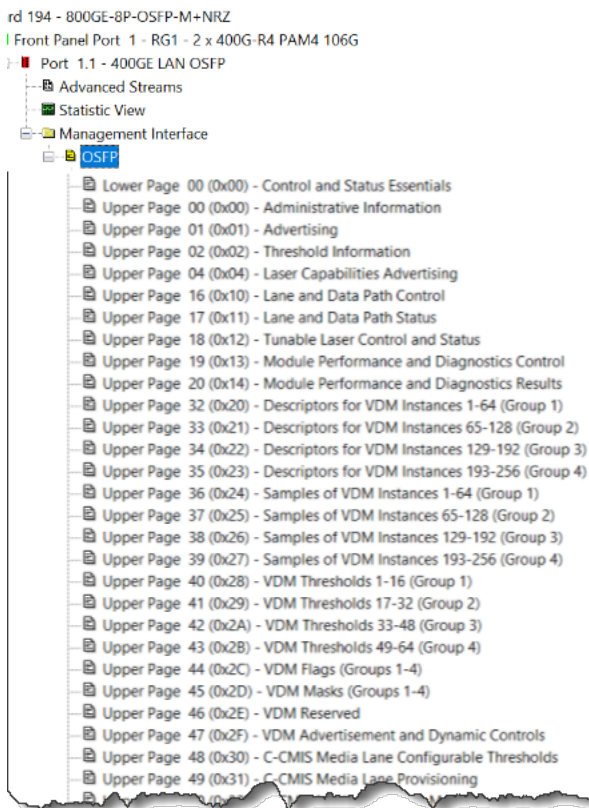 rd 194 - 800GE-8P-OSFP-M+NRZ
Front Panel Port 1 - RG1 - 2 x 400G-R4 PAM4 106G
Port 1.1 - 400GE LAN OSFP
Advanced Streams
Statistic View
Management Interface
OSFP
Lower Page 00 (0x00) - Control and Status Essentials
Upper Page 00 (0x00) - Administrative Information
Upper Page 01 (0x01) - Advertising
Upper Page 02 (0x02) - Threshold Information
Upper Page 04 (0x04) - Laser Capabilities Advertising
Upper Page 16 (0x10) - Lane and Data Path Control
Upper Page 17 (0x11) - Lane and Data Path Status
Upper Page 18 (0x12) - Tunable Laser Control and Status
Upper Page 19 (0x13) - Module Performance and Diagnostics Control
Upper Page 20 (0x14) - Module Performance and Diagnostics Results
Upper Page 32 (0x20) - Descriptors for VDM Instances 1-64 (Group 1)
Upper Page 33 (0x21) - Descriptors for VDM Instances 65-128 (Group 2)
Upper Page 34 (0x22) - Descriptors for VDM Instances 129-192 (Group 3)
Upper Page 35 (0x23) - Descriptors for VDM Instances 193-256 (Group 4)
Upper Page 36 (0x24) - Samples of VDM Instances 1-64 (Group 1)
Upper Page 37 (0x25) - Samples of VDM Instances 65-128 (Group 2)
Upper Page 38 (0x26) - Samples of VDM Instances 129-192 (Group 3)
Upper Page 39 (0x27) - Samples of VDM Instances 193-256 (Group 4)
Upper Page 40 (0x28) - VDM Thresholds 1-16 (Group 1)
Upper Page 41 (0x29) - VDM Thresholds 17-32 (Group 2)
Upper Page 42 (0x2A) - VDM Thresholds 33-48 (Group 3)
Upper Page 43 (0x2B) - VDM Thresholds 49-64 (Group 4)
Upper Page 44 (0x2C) - VDM Flags (Groups 1-4)
Upper Page 45 (0x2D) - VDM Masks (Groups 1-4)
Upper Page 46 (0x2E) - VDM Reserved
Upper Page 47 (0x2F) - VDM Advertisement and Dynamic Controls
Upper Page 48 (0x30) - C-CMIS Media Lane Configurable Thresholds
Upper Page 49 (0x31) - C-CMIS Media Lane Provisioning